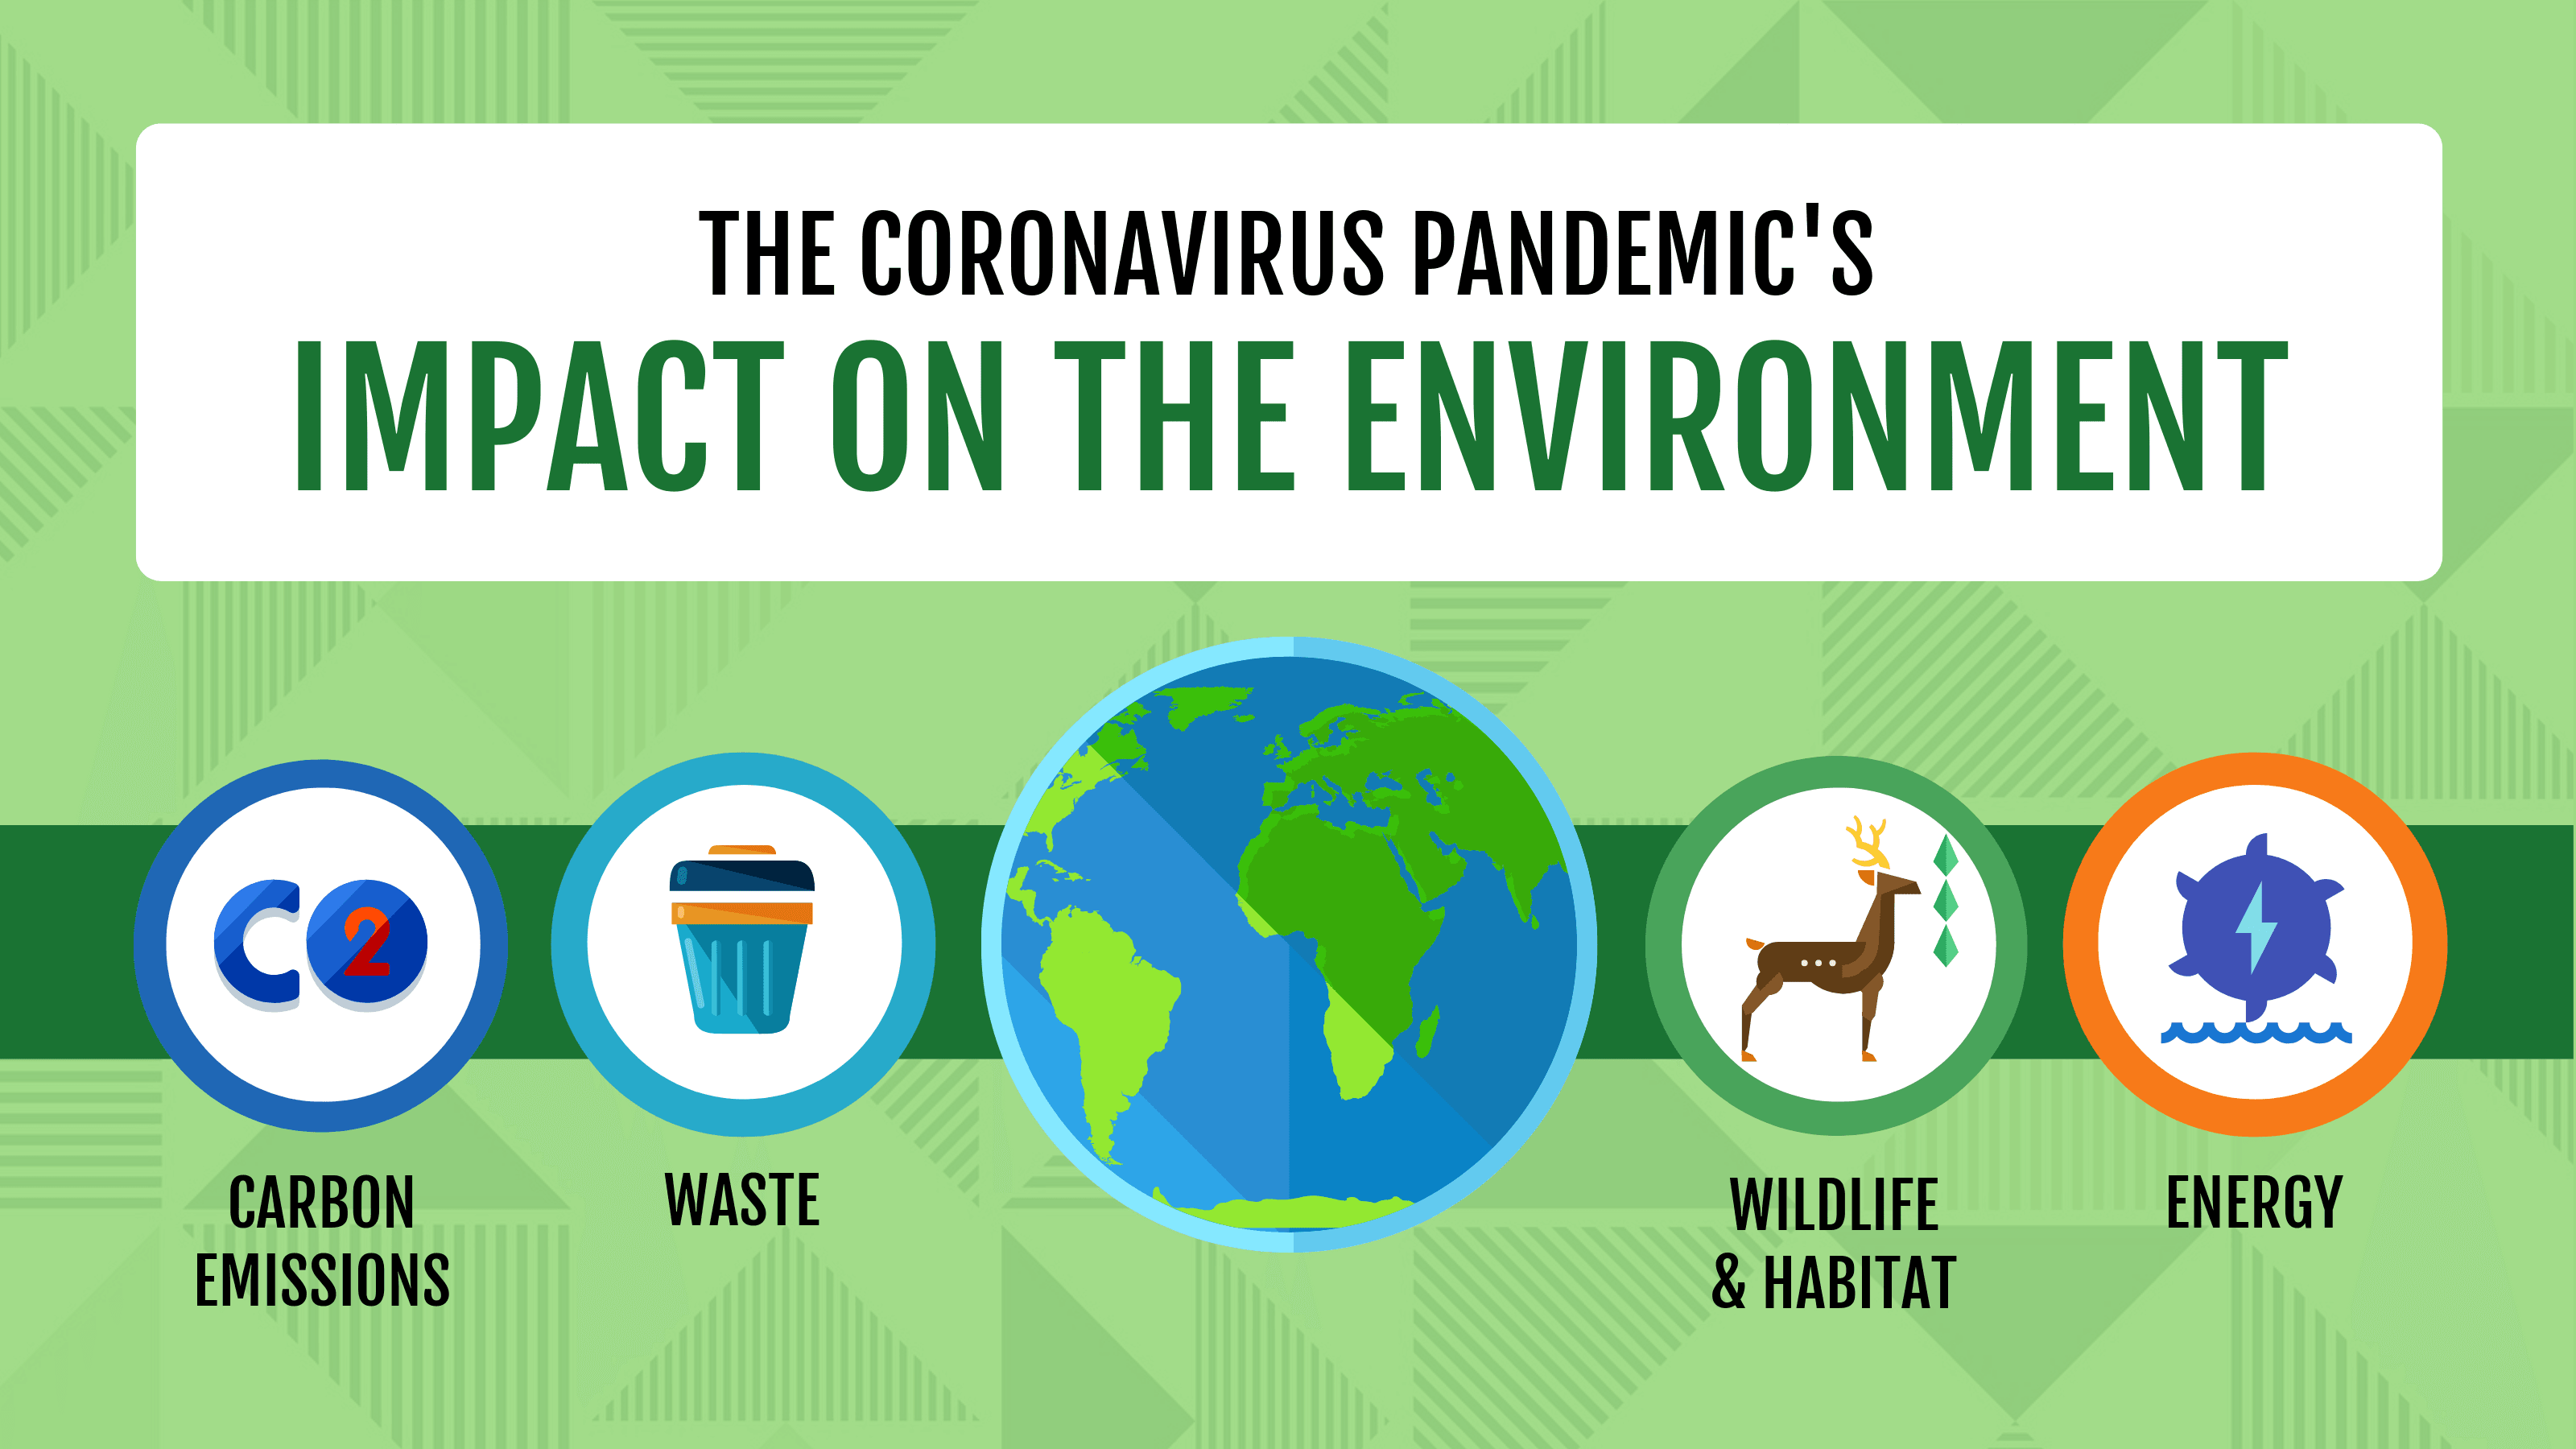 THE CORONAVIRUS PANDEMIC'S
IMPACT ON THE ENVIRONMENT
CO2
CARBON
EMISSIONS
WASTE
WILDLIFE
& HABITAT
ENERGY